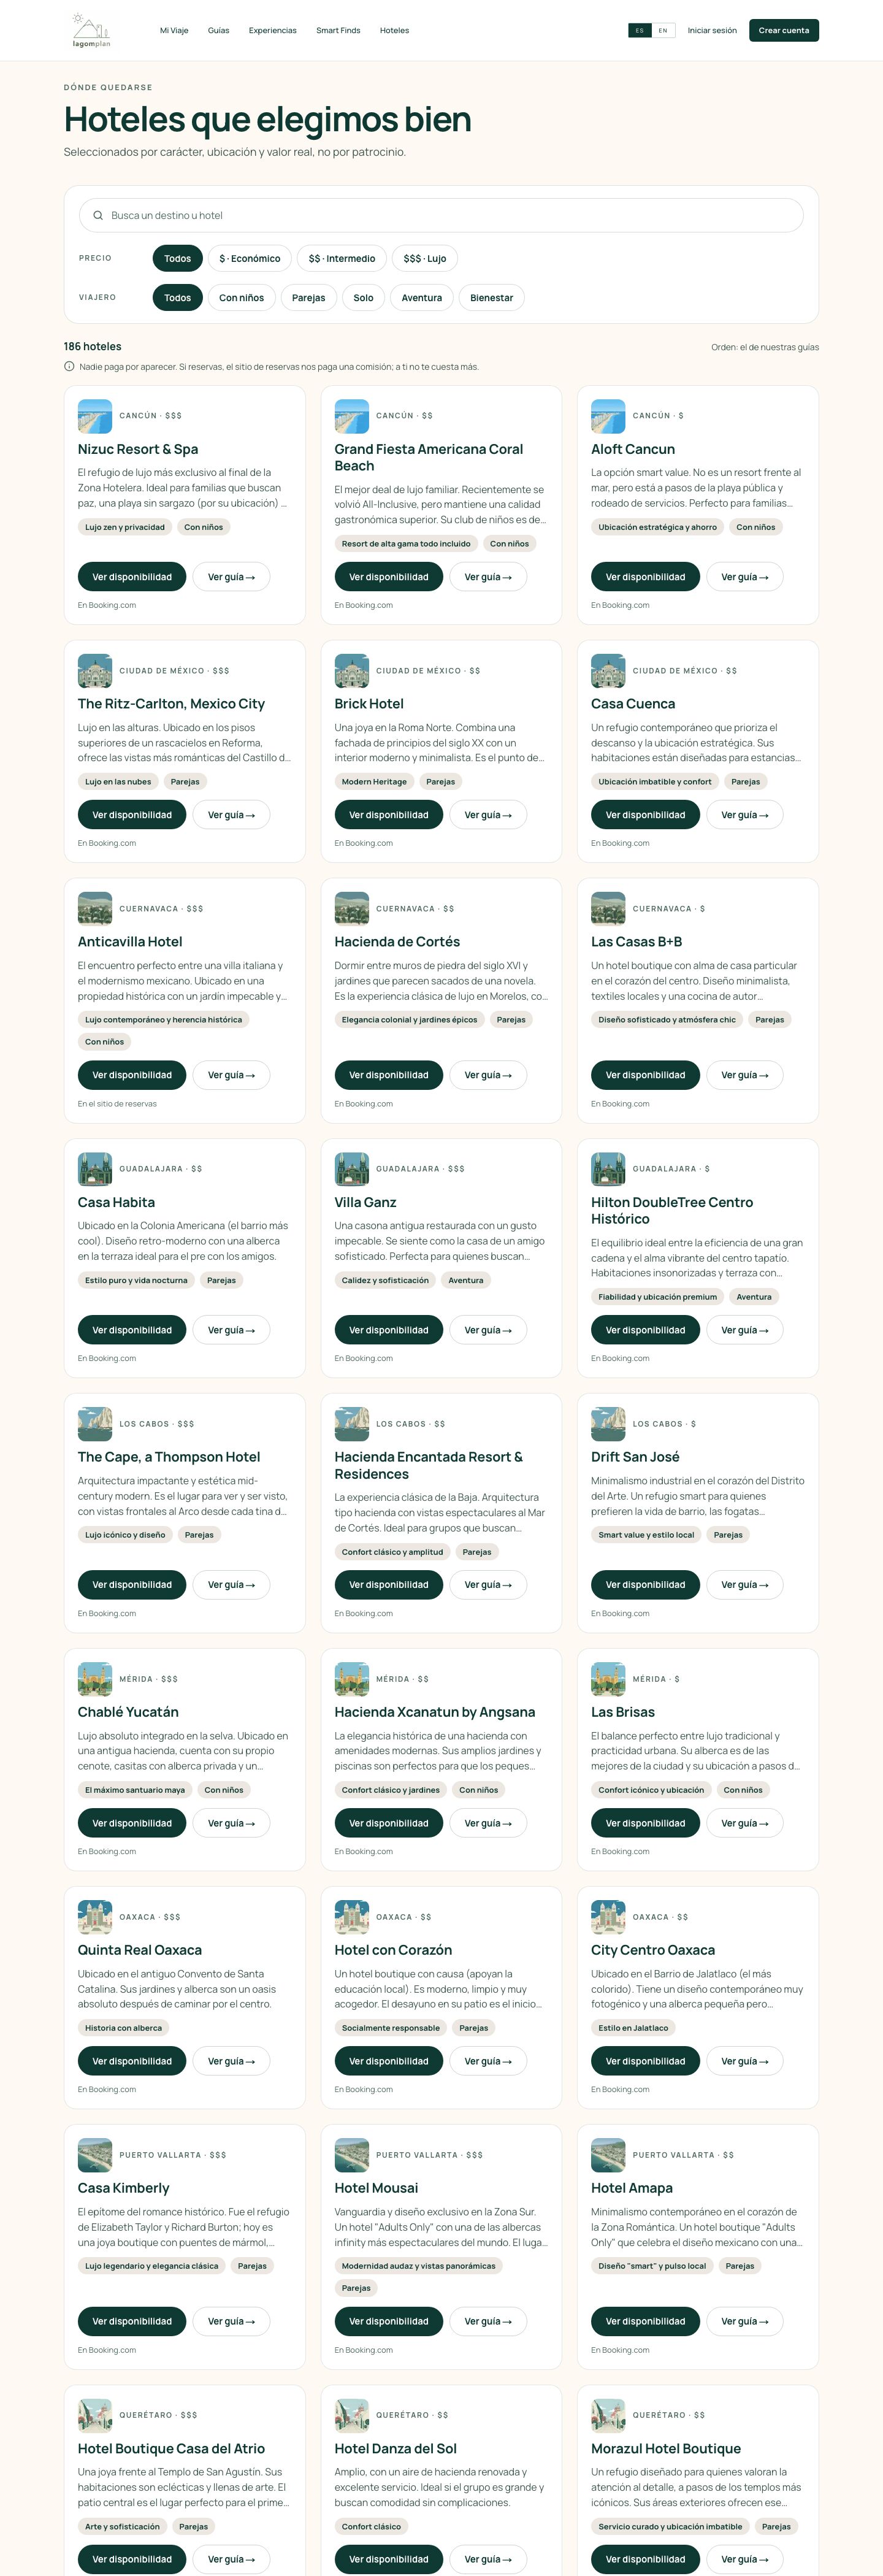 lagomplan
Mi Viaje
Guías
Experiencias
Smart Finds
Hoteles
ES
EN
Iniciar sesión
Crear cuenta
DÓNDE QUEDARSE
Hoteles que elegimos bien
Seleccionados por carácter, ubicación y valor real, no por patrocinio.
Busca un destino u hotel
PRECIO
Todos
$ · Económico
$$ · Intermedio
$$$ · Lujo
VIAJERO
Todos
Con niños
Parejas
Solo
Aventura
Bienestar
186 hoteles
Orden: el de nuestras guías
Nadie paga por aparecer. Si reservas, el sitio de reservas nos paga una comisión; a ti no te cuesta más.
CANCÚN · $$$
Nizuc Resort & Spa
El refugio de lujo más exclusivo al final de la
Zona Hotelera. Ideal para familias que buscan
paz, una playa sin sargazo (por su ubicación) …
Lujo zen y privacidad
Con niños
Ver disponibilidad
Ver guía →
En Booking.com
CANCÚN · $$
Grand Fiesta Americana Coral
Beach
El mejor deal de lujo familiar. Recientemente se
volvió All-Inclusive, pero mantiene una calidad
gastronómica superior. Su club de niños es de…
Resort de alta gama todo incluido
Con niños
Ver disponibilidad
Ver guía →
En Booking.com
CANCÚN · $
Aloft Cancun
La opción smart value. No es un resort frente al
mar, pero está a pasos de la playa pública y
rodeado de servicios. Perfecto para familias…
Ubicación estratégica y ahorro
Con niños
Ver disponibilidad
Ver guía →
En Booking.com
CIUDAD DE MÉXICO · $$$
The Ritz-Carlton, Mexico City
Lujo en las alturas. Ubicado en los pisos
superiores de un rascacielos en Reforma,
ofrece las vistas más románticas del Castillo d…
Lujo en las nubes
Parejas
Ver disponibilidad
Ver guía →
En Booking.com
CIUDAD DE MÉXICO · $$
Brick Hotel
Una joya en la Roma Norte. Combina una
fachada de principios del siglo XX con un
interior moderno y minimalista. Es el punto de…
Modern Heritage
Parejas
Ver disponibilidad
Ver guía →
En Booking.com
CIUDAD DE MÉXICO · $$
Casa Cuenca
Un refugio contemporáneo que prioriza el
descanso y la ubicación estratégica. Sus
habitaciones están diseñadas para estancias…
Ubicación imbatible y confort
Parejas
Ver disponibilidad
Ver guía →
En Booking.com
CUERNAVACA · $$$
Anticavilla Hotel
El encuentro perfecto entre una villa italiana y
el modernismo mexicano. Ubicado en una
propiedad histórica con un jardín impecable y…
Lujo contemporáneo y herencia histórica
Con niños
Ver disponibilidad
Ver guía →
En el sitio de reservas
CUERNAVACA · $$
Hacienda de Cortés
Dormir entre muros de piedra del siglo XVI y
jardines que parecen sacados de una novela.
Es la experiencia clásica de lujo en Morelos, co…
Elegancia colonial y jardines épicos
Parejas
Ver disponibilidad
Ver guía →
En Booking.com
CUERNAVACA · $
Las Casas B+B
Un hotel boutique con alma de casa particular
en el corazón del centro. Diseño minimalista,
textiles locales y una cocina de autor…
Diseño sofisticado y atmósfera chic
Parejas
Ver disponibilidad
Ver guía →
En Booking.com
GUADALAJARA · $$
Casa Habita
Ubicado en la Colonia Americana (el barrio más
cool). Diseño retro-moderno con una alberca
en la terraza ideal para el pre con los amigos.
Estilo puro y vida nocturna
Parejas
Ver disponibilidad
Ver guía →
En Booking.com
GUADALAJARA · $$$
Villa Ganz
Una casona antigua restaurada con un gusto
impecable. Se siente como la casa de un amigo
sofisticado. Perfecta para quienes buscan…
Calidez y sofisticación
Aventura
Ver disponibilidad
Ver guía →
En Booking.com
GUADALAJARA · $
Hilton DoubleTree Centro
Histórico
El equilibrio ideal entre la eficiencia de una gran
cadena y el alma vibrante del centro tapatío.
Habitaciones insonorizadas y terraza con…
Fiabilidad y ubicación premium
Aventura
Ver disponibilidad
Ver guía →
En Booking.com
LOS CABOS · $$$
The Cape, a Thompson Hotel
Arquitectura impactante y estética mid-
century modern. Es el lugar para ver y ser visto,
con vistas frontales al Arco desde cada tina d…
Lujo icónico y diseño
Parejas
Ver disponibilidad
Ver guía →
En Booking.com
LOS CABOS · $$
Hacienda Encantada Resort &
Residences
La experiencia clásica de la Baja. Arquitectura
tipo hacienda con vistas espectaculares al Mar
de Cortés. Ideal para grupos que buscan…
Confort clásico y amplitud
Parejas
Ver disponibilidad
Ver guía →
En Booking.com
LOS CABOS · $
Drift San José
Minimalismo industrial en el corazón del Distrito
del Arte. Un refugio smart para quienes
prefieren la vida de barrio, las fogatas…
Smart value y estilo local
Parejas
Ver disponibilidad
Ver guía →
En Booking.com
MÉRIDA · $$$
Chablé Yucatán
Lujo absoluto integrado en la selva. Ubicado en
una antigua hacienda, cuenta con su propio
cenote, casitas con alberca privada y un…
El máximo santuario maya
Con niños
Ver disponibilidad
Ver guía →
En Booking.com
MÉRIDA · $$
Hacienda Xcanatun by Angsana
La elegancia histórica de una hacienda con
amenidades modernas. Sus amplios jardines y
piscinas son perfectos para que los peques…
Confort clásico y jardines
Con niños
Ver disponibilidad
Ver guía →
En Booking.com
MÉRIDA · $
Las Brisas
El balance perfecto entre lujo tradicional y
practicidad urbana. Su alberca es de las
mejores de la ciudad y su ubicación a pasos d…
Confort icónico y ubicación
Con niños
Ver disponibilidad
Ver guía →
En Booking.com
OAXACA · $$$
Quinta Real Oaxaca
Ubicado en el antiguo Convento de Santa
Catalina. Sus jardines y alberca son un oasis
absoluto después de caminar por el centro.
Historia con alberca
Ver disponibilidad
Ver guía →
En Booking.com
OAXACA · $$
Hotel con Corazón
Un hotel boutique con causa (apoyan la
educación local). Es moderno, limpio y muy
acogedor. El desayuno en su patio es el inicio…
Socialmente responsable
Parejas
Ver disponibilidad
Ver guía →
En Booking.com
OAXACA · $$
City Centro Oaxaca
Ubicado en el Barrio de Jalatlaco (el más
colorido). Tiene un diseño contemporáneo muy
fotogénico y una alberca pequeña pero…
Estilo en Jalatlaco
Ver disponibilidad
Ver guía →
En Booking.com
PUERTO VALLARTA · $$$
Casa Kimberly
El epítome del romance histórico. Fue el refugio
de Elizabeth Taylor y Richard Burton; hoy es
una joya boutique con puentes de mármol,…
Lujo legendario y elegancia clásica
Parejas
Ver disponibilidad
Ver guía →
En Booking.com
PUERTO VALLARTA · $$$
Hotel Mousai
Vanguardia y diseño exclusivo en la Zona Sur.
Un hotel "Adults Only" con una de las albercas
infinity más espectaculares del mundo. El luga…
Modernidad audaz y vistas panorámicas
Parejas
Ver disponibilidad
Ver guía →
En Booking.com
PUERTO VALLARTA · $$
Hotel Amapa
Minimalismo contemporáneo en el corazón de
la Zona Romántica. Un hotel boutique "Adults
Only" que celebra el diseño mexicano con una…
Diseño "smart" y pulso local
Parejas
Ver disponibilidad
Ver guía →
En Booking.com
QUERÉTARO · $$$
Hotel Boutique Casa del Atrio
Una joya frente al Templo de San Agustín. Sus
habitaciones son eclécticas y llenas de arte. El
patio central es el lugar perfecto para el prime…
Arte y sofisticación
Parejas
Ver disponibilidad
Ver guía →
QUERÉTARO · $$
Hotel Danza del Sol
Amplio, con un aire de hacienda renovada y
excelente servicio. Ideal si el grupo es grande y
buscan comodidad sin complicaciones.
Confort clásico
Ver disponibilidad
Ver guía →
QUERÉTARO · $$
Morazul Hotel Boutique
Un refugio diseñado para quienes valoran la
atención al detalle, a pasos de los templos más
icónicos. Sus áreas exteriores ofrecen ese…
Servicio curado y ubicación imbatible
Parejas
Ver disponibilidad
Ver guía →